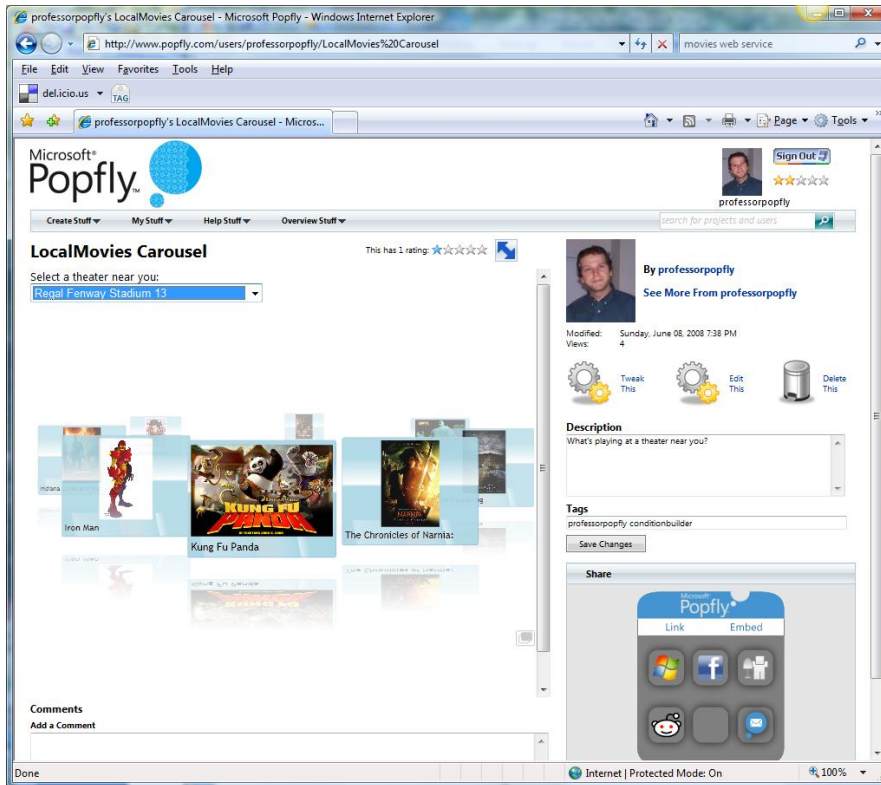 professorpopfly's LocalMovies Carousel - Microsoft Popfly - Windows Internet Explorer
http://www.popfly.com/users/professorpopfly/LocalMovies%20Carousel
movies web service
File Edit View Favorites Tools Help
del.icio.us TAG
professorpopfly's LocalMovies Carousel - Micros...
Page Tools
Microsoft®
Popfly™
Sign Out
professorpopfly
Create Stuff My Stuff Help Stuff Overview Stuff
search for projects and users
LocalMovies Carousel
This has 1 rating:
Select a theater near you:
Regal Fenway Stadium 13
By professorpopfly
See More From professorpopfly
Modified: Sunday, June 08, 2008 7:38 PM
Views: 4
Tweak This
Edit This
Delete This
Description
What's playing at a theater near you?
Tags
professorpopfly conditionbuilder
Save Changes
KUNG FU
PANDA
Iron Man
Kung Fu Panda
The Chronicles of Narnia:
Share
Microsoft
Popfly
Link Embed
Comments
Add a Comment
Done
Internet | Protected Mode: On
100%